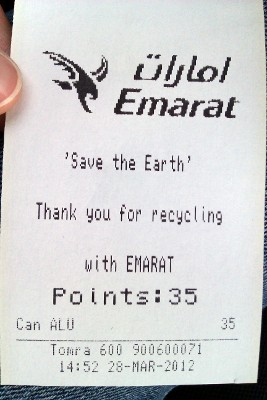 امارات
Emarat
'Save the Earth'
Thank you for recycling
with EMARAT
Points:35
Can ALU 35
Tomra 600 900600071
14:52 28-MAR-2012